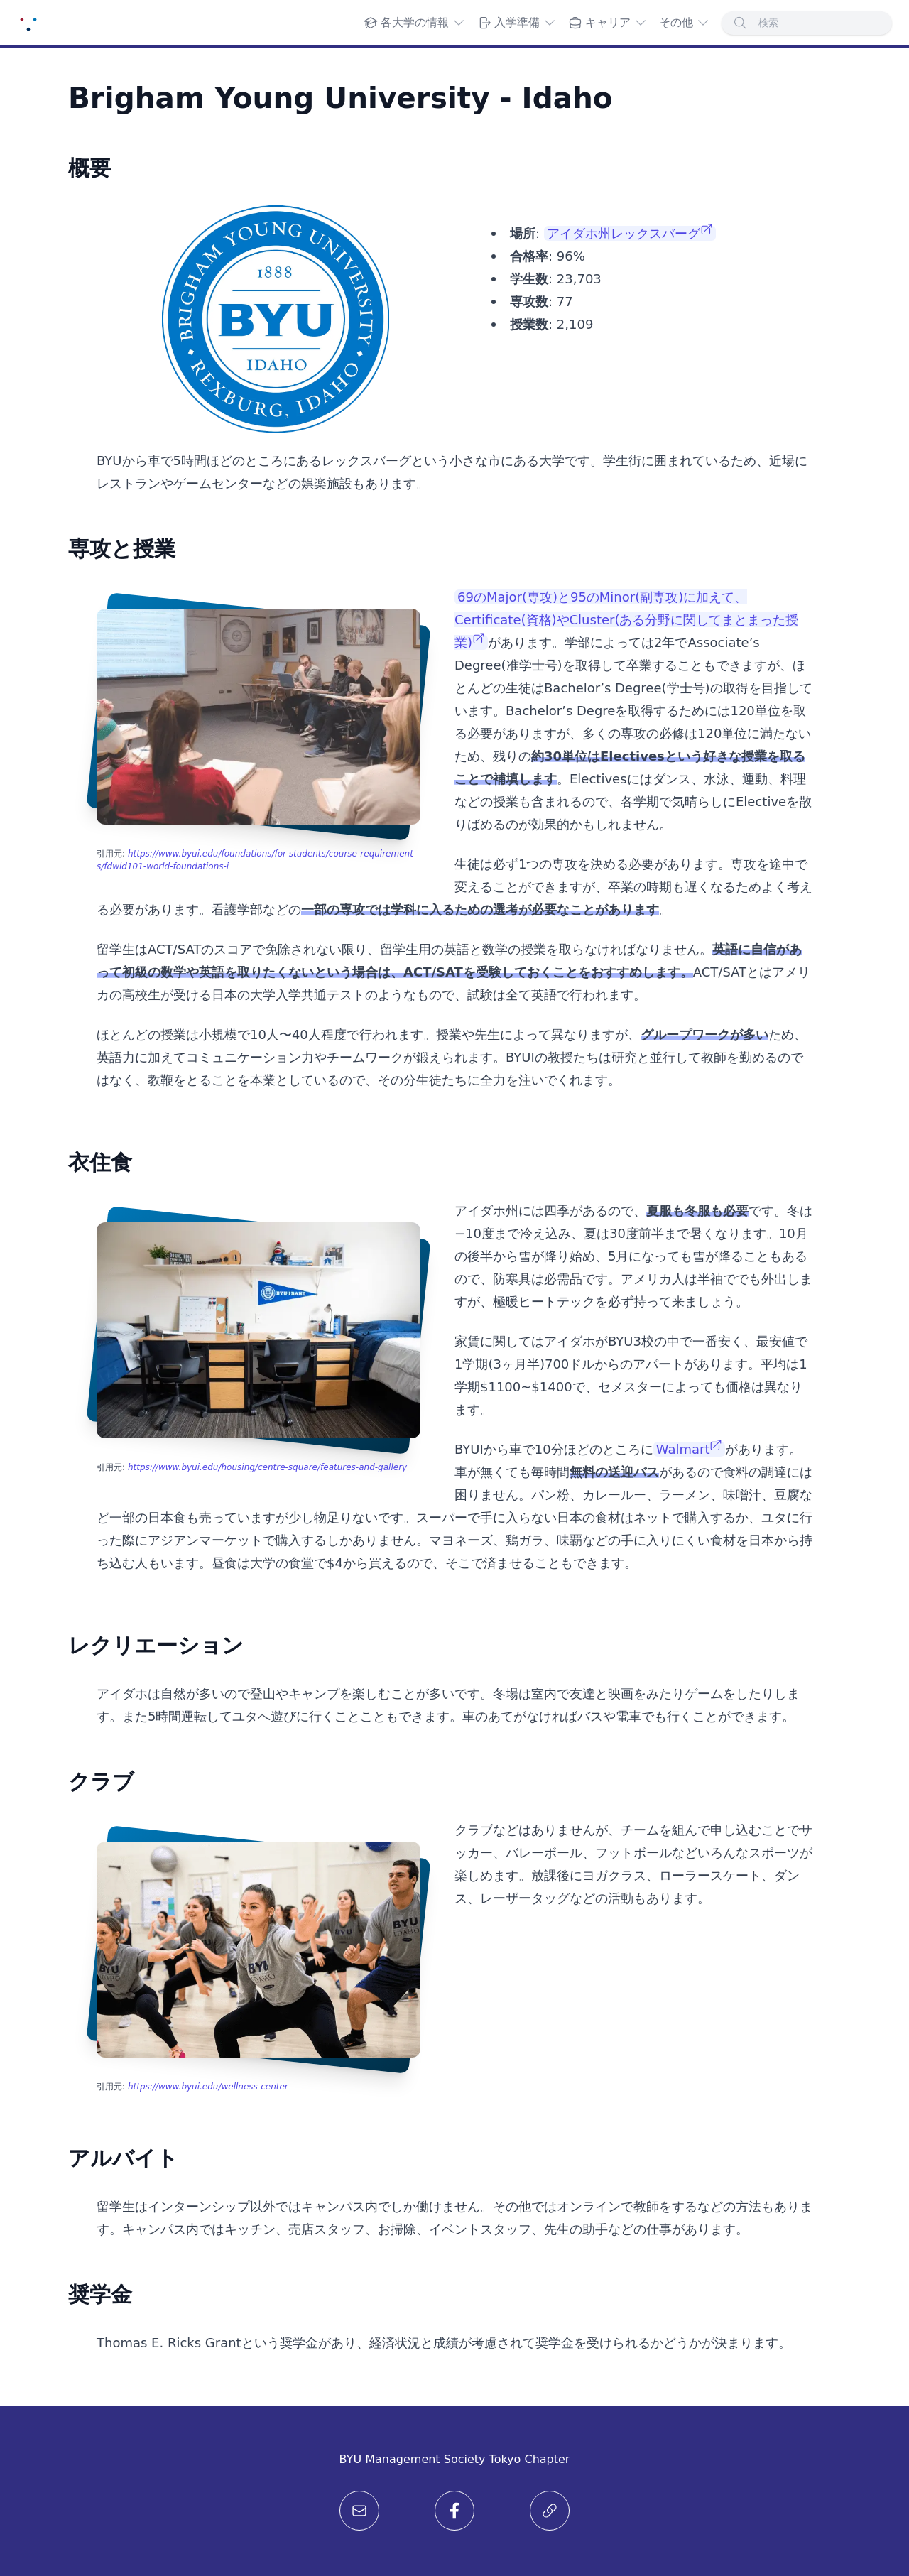 各大学の情報
入学準備
キャリア
その他
検索
Brigham Young University - Idaho
概要
BRIGHAM YOUNG UNIVERSITY
1888
BYU
IDAHO
REXBURG, IDAHO
場所: アイダホ州レックスバーグ
合格率: 96%
学生数: 23,703
専攻数: 77
授業数: 2,109
BYUから車で5時間ほどのところにあるレックスバーグという小さな市にある大学です。学生街に囲まれているため、近場に
レストランやゲームセンターなどの娯楽施設もあります。
専攻と授業
69のMajor(専攻)と95のMinor(副専攻)に加えて、
Certificate(資格)やCluster(ある分野に関してまとまった授
業)があります。学部によっては2年でAssociate’s
Degree(准学士号)を取得して卒業することもできますが、ほ
とんどの生徒はBachelor’s Degree(学士号)の取得を目指して
います。Bachelor’s Degreを取得するためには120単位を取
る必要がありますが、多くの専攻の必修は120単位に満たない
ため、残りの約30単位はElectivesという好きな授業を取る
ことで補填します。Electivesにはダンス、水泳、運動、料理
などの授業も含まれるので、各学期で気晴らしにElectiveを散
りばめるのが効果的かもしれません。
引用元: https://www.byui.edu/foundations/for-students/course-requirement
s/fdwld101-world-foundations-i
生徒は必ず1つの専攻を決める必要があります。専攻を途中で
変えることができますが、卒業の時期も遅くなるためよく考え
る必要があります。看護学部などの一部の専攻では学科に入るための選考が必要なことがあります。
留学生はACT/SATのスコアで免除されない限り、留学生用の英語と数学の授業を取らなければなりません。英語に自信があ
って初級の数学や英語を取りたくないという場合は、ACT/SATを受験しておくことをおすすめします。ACT/SATとはアメリ
カの高校生が受ける日本の大学入学共通テストのようなもので、試験は全て英語で行われます。
ほとんどの授業は小規模で10人〜40人程度で行われます。授業や先生によって異なりますが、グループワークが多いため、
英語力に加えてコミュニケーション力やチームワークが鍛えられます。BYUIの教授たちは研究と並行して教師を勤めるので
はなく、教鞭をとることを本業としているので、その分生徒たちに全力を注いでくれます。
衣住食
アイダホ州には四季があるので、夏服も冬服も必要です。冬は
−10度まで冷え込み、夏は30度前半まで暑くなります。10月
の後半から雪が降り始め、5月になっても雪が降ることもある
ので、防寒具は必需品です。アメリカ人は半袖ででも外出しま
すが、極暖ヒートテックを必ず持って来ましょう。
家賃に関してはアイダホがBYU3校の中で一番安く、最安値で
1学期(3ヶ月半)700ドルからのアパートがあります。平均は1
学期$1100~$1400で、セメスターによっても価格は異なり
ます。
引用元: https://www.byui.edu/housing/centre-square/features-and-gallery
BYUIから車で10分ほどのところにWalmartがあります。
車が無くても毎時間無料の送迎バスがあるので食料の調達には
困りません。パン粉、カレールー、ラーメン、味噌汁、豆腐な
ど一部の日本食も売っていますが少し物足りないです。スーパーで手に入らない日本の食材はネットで購入するか、ユタに行
った際にアジアンマーケットで購入するしかありません。マヨネーズ、鶏ガラ、味覇などの手に入りにくい食材を日本から持
ち込む人もいます。昼食は大学の食堂で$4から買えるので、そこで済ませることもできます。
レクリエーション
アイダホは自然が多いので登山やキャンプを楽しむことが多いです。冬場は室内で友達と映画をみたりゲームをしたりしま
す。また5時間運転してユタへ遊びに行くことこともできます。車のあてがなければバスや電車でも行くことができます。
クラブ
クラブなどはありませんが、チームを組んで申し込むことでサ
ッカー、バレーボール、フットボールなどいろんなスポーツが
楽しめます。放課後にヨガクラス、ローラースケート、ダン
ス、レーザータッグなどの活動もあります。
引用元: https://www.byui.edu/wellness-center
アルバイト
留学生はインターンシップ以外ではキャンパス内でしか働けません。その他ではオンラインで教師をするなどの方法もありま
す。キャンパス内ではキッチン、売店スタッフ、お掃除、イベントスタッフ、先生の助手などの仕事があります。
奨学金
Thomas E. Ricks Grantという奨学金があり、経済状況と成績が考慮されて奨学金を受けられるかどうかが決まります。
BYU Management Society Tokyo Chapter